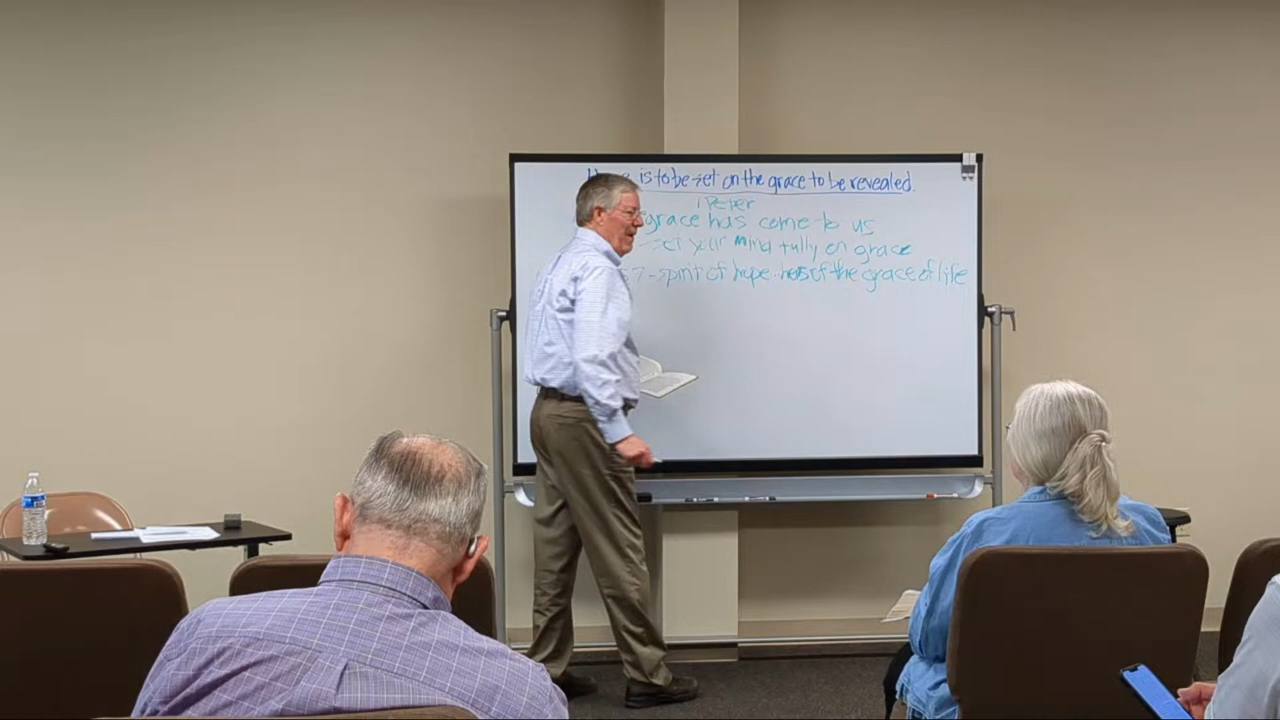 is to be set on the grace to be revealed.
1 Peter
grace has come to us
set your mind fully on grace
7 - spirit of hope. of the grace of life